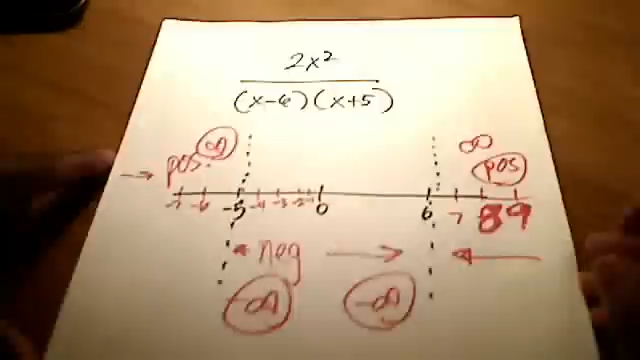 2x²
(x-6)(x+5)
pos. ∞ ∞ pos
-7 -6 -5 -4 -3 -2 -1 0 6 7 8 9
neg
-∞ -∞